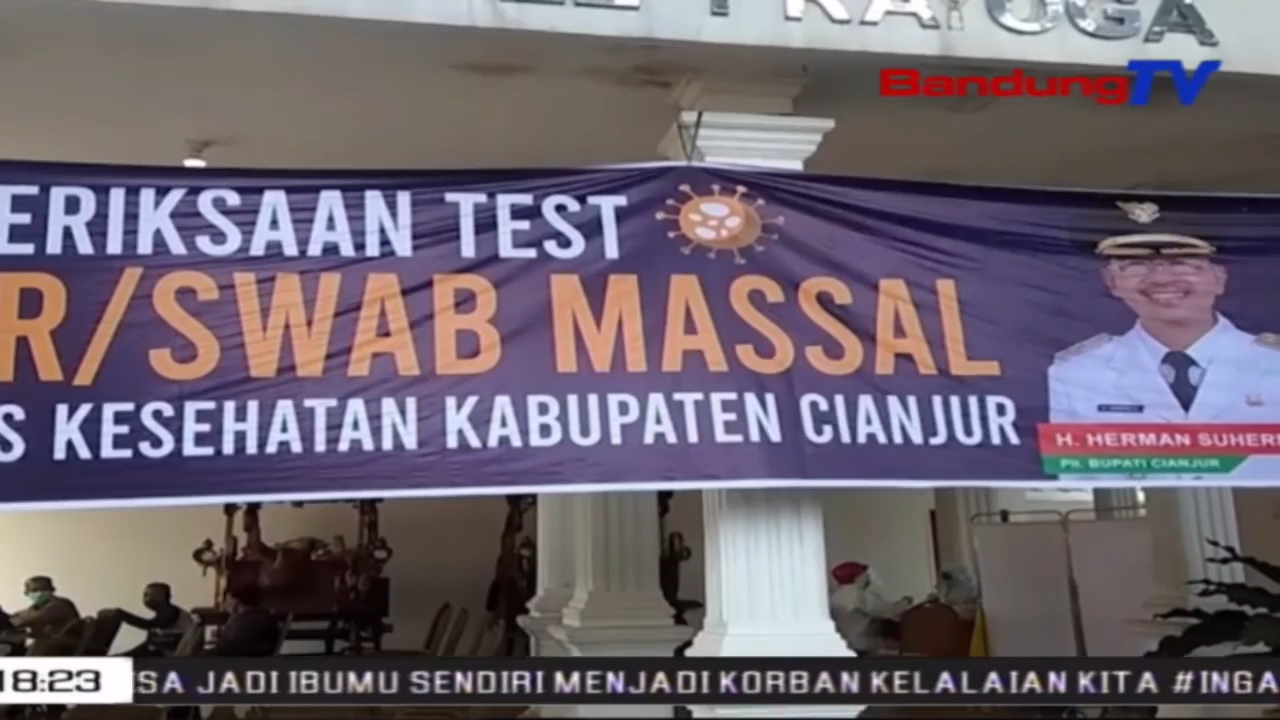 PRAYOGA
BandungTV
ERIKSAAN TEST
R/SWAB MASSAL
S KESEHATAN KABUPATEN CIANJUR
H. HERMAN SUHER
Plt. BUPATI CIANJUR
18:23
SA JADI IBUMU SENDIRI MENJADI KORBAN KELALAIAN KITA #INGA